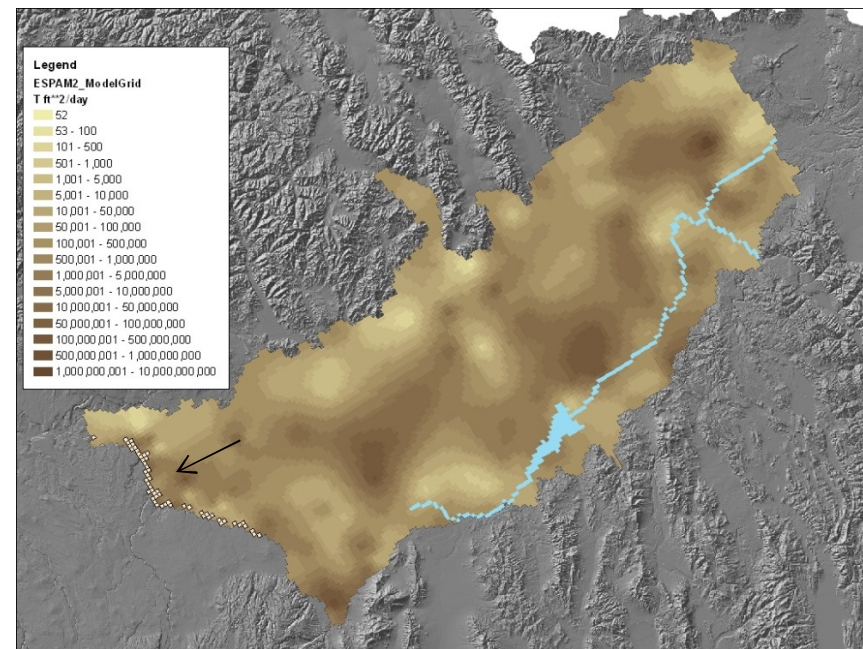 Legend
ESPAM2_ModelGrid
T ft**2/day
52
53 - 100
101 - 500
501 - 1,000
1,001 - 5,000
5,001 - 10,000
10,001 - 50,000
50,001 - 100,000
100,001 - 500,000
500,001 - 1,000,000
1,000,001 - 5,000,000
5,000,001 - 10,000,000
10,000,001 - 50,000,000
50,000,001 - 100,000,000
100,000,001 - 500,000,000
500,000,001 - 1,000,000,000
1,000,000,001 - 10,000,000,000